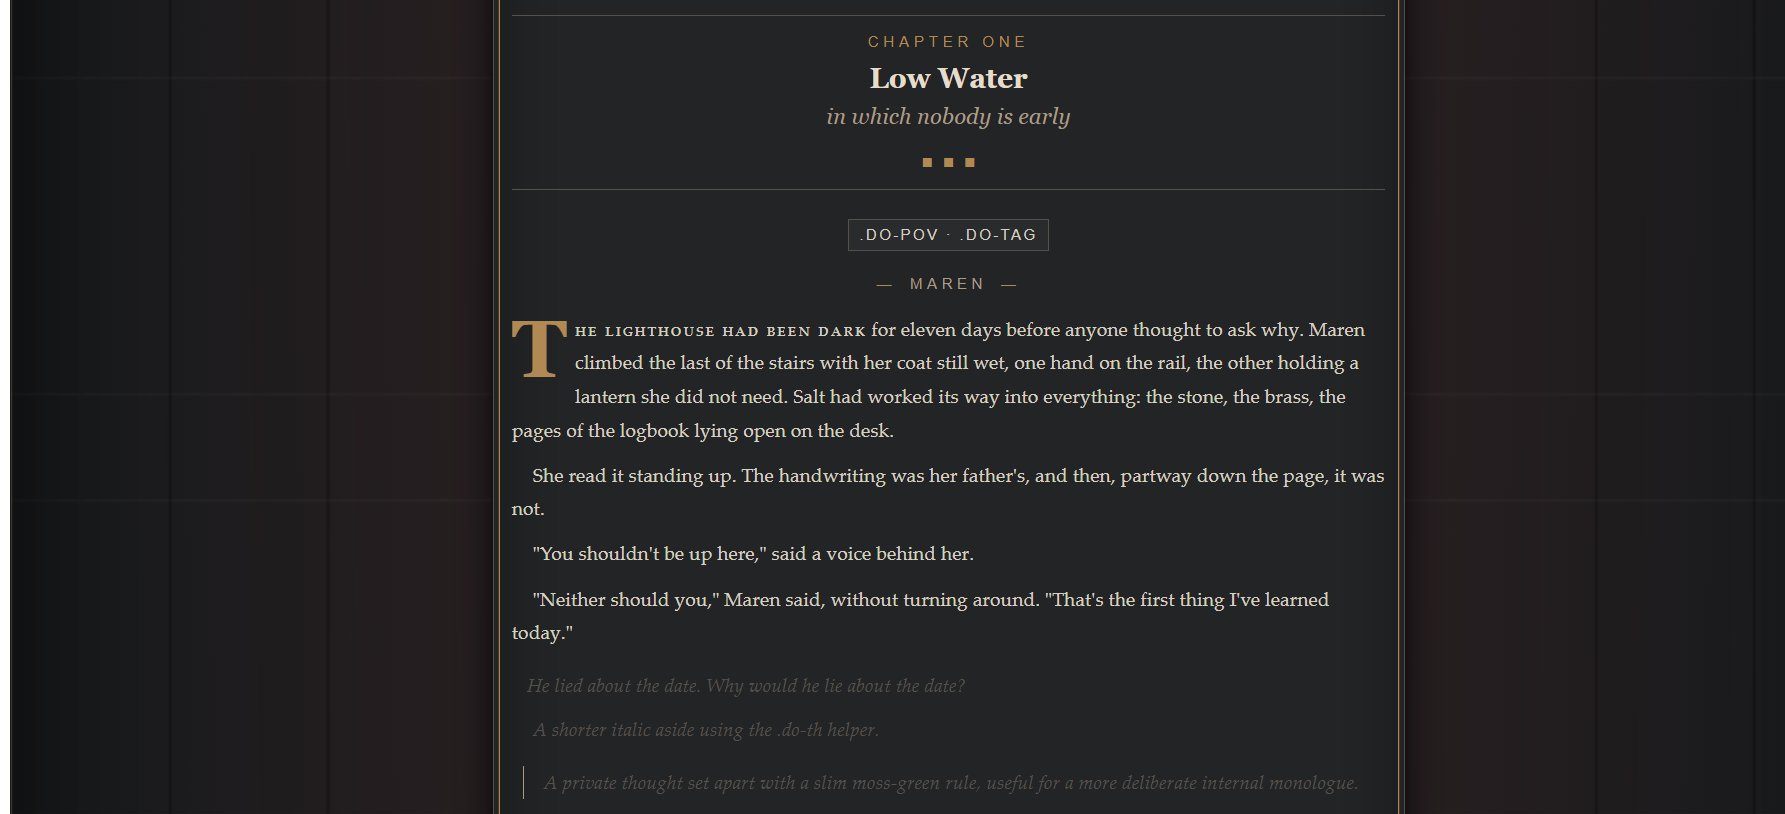 CHAPTER ONE
Low Water
in which nobody is early
.DO-POV · .DO-TAG
— MAREN —
THE LIGHTHOUSE HAD BEEN DARK for eleven days before anyone thought to ask why. Maren
climbed the last of the stairs with her coat still wet, one hand on the rail, the other holding a
lantern she did not need. Salt had worked its way into everything: the stone, the brass, the
pages of the logbook lying open on the desk.
She read it standing up. The handwriting was her father's, and then, partway down the page, it was
not.
"You shouldn't be up here," said a voice behind her.
"Neither should you," Maren said, without turning around. "That's the first thing I've learned
today."
He lied about the date. Why would he lie about the date?
A shorter italic aside using the .do-th helper.
A private thought set apart with a slim moss-green rule, useful for a more deliberate internal monologue.